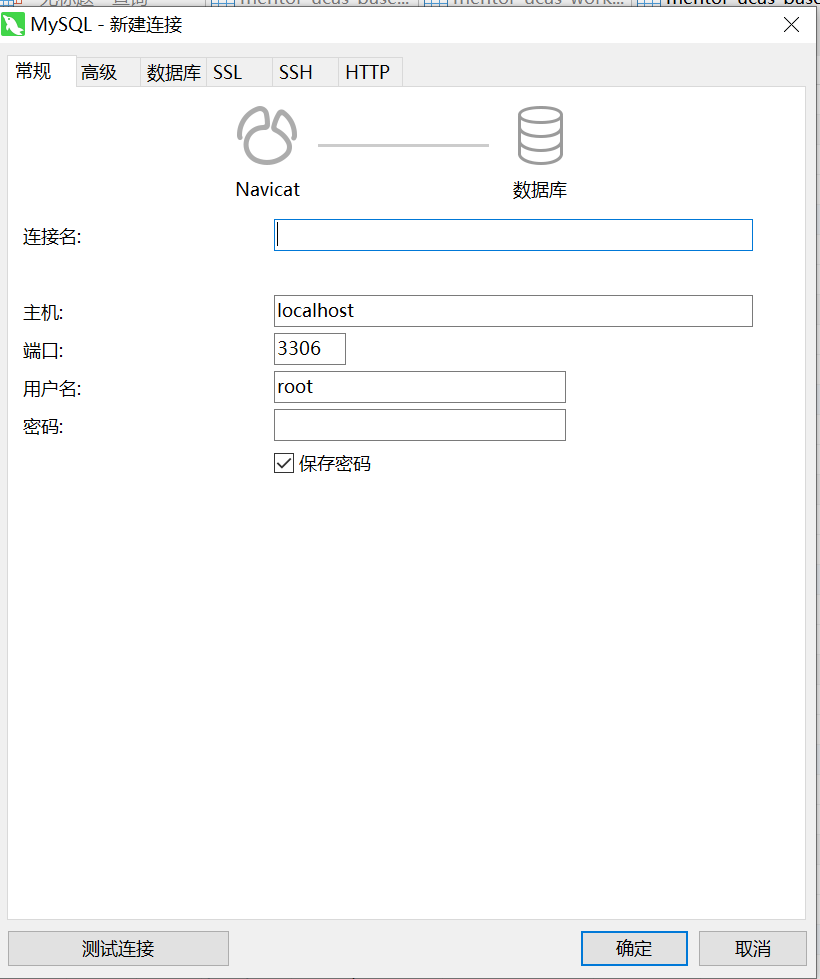 MySQL - 新建连接
常规 高级 数据库 SSL SSH HTTP
Navicat 数据库
连接名:
主机: localhost
端口: 3306
用户名: root
密码:
保存密码
测试连接 确定 取消